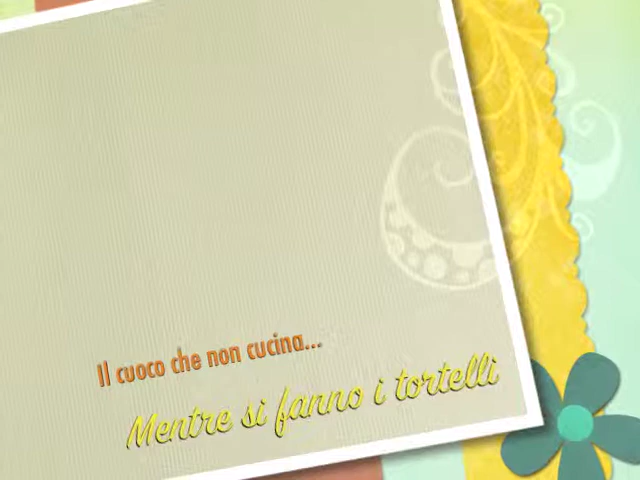 Il cuoco che non cucina...
Mentre si fanno i tortelli